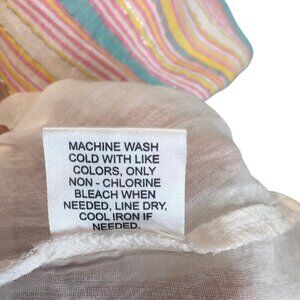 MACHINE WASH
COLD WITH LIKE
COLORS, ONLY
NON - CHLORINE
BLEACH WHEN
NEEDED, LINE DRY,
COOL IRON IF
NEEDED.